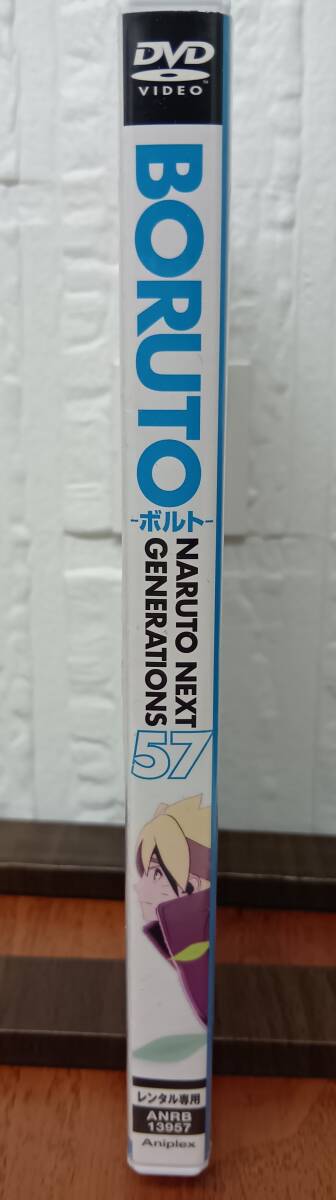 DVD
VIDEO
BORUTO
-ボルト-
NARUTO NEXT
GENERATIONS
57
レンタル専用
ANRB
13957
Aniplex